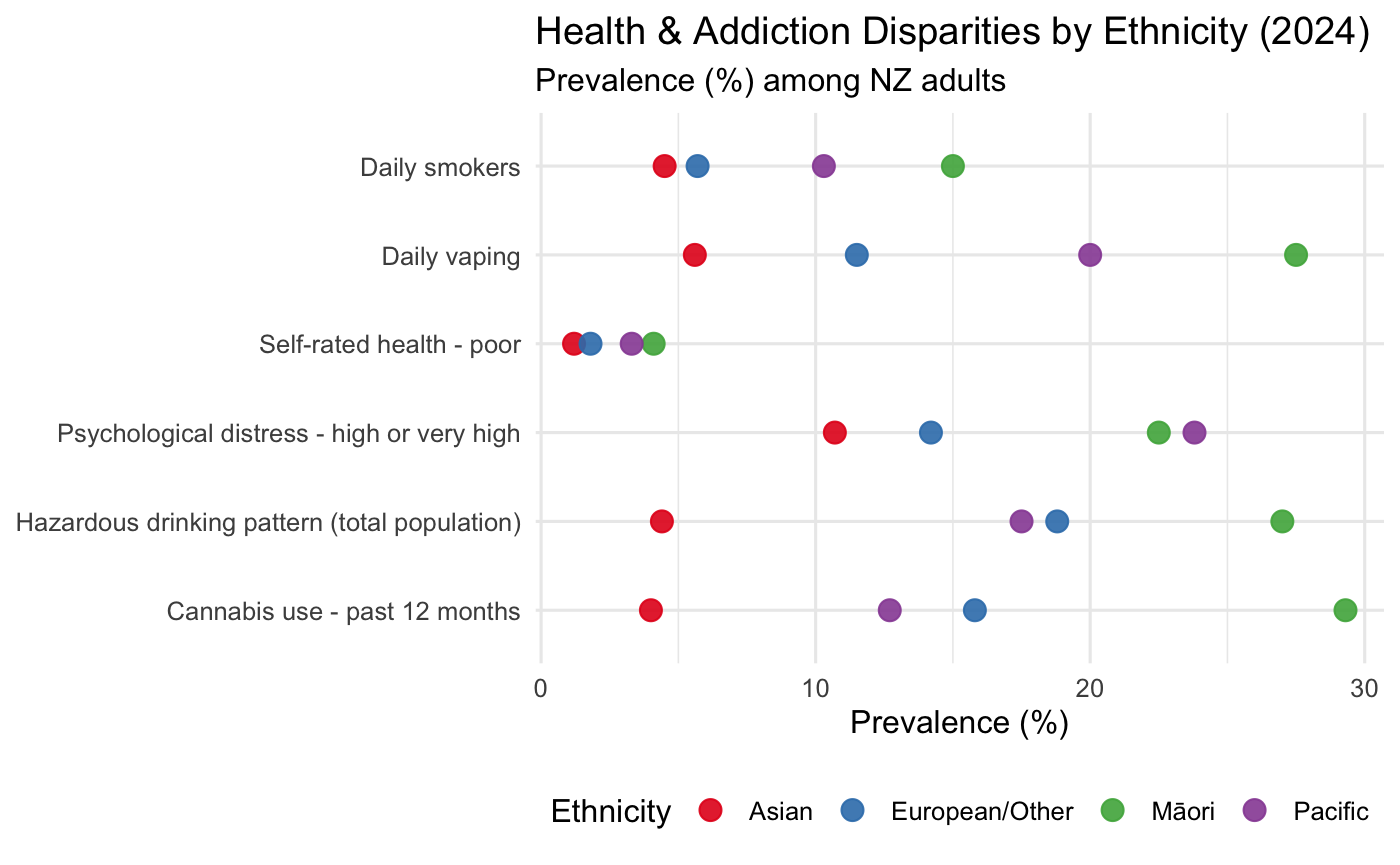 Health & Addiction Disparities by Ethnicity (2024)
Prevalence (%) among NZ adults
Daily smokers
Daily vaping
Self-rated health - poor
Psychological distress - high or very high
Hazardous drinking pattern (total population)
Cannabis use - past 12 months
0 10 20 30
Prevalence (%)
Ethnicity Asian European/Other Māori Pacific